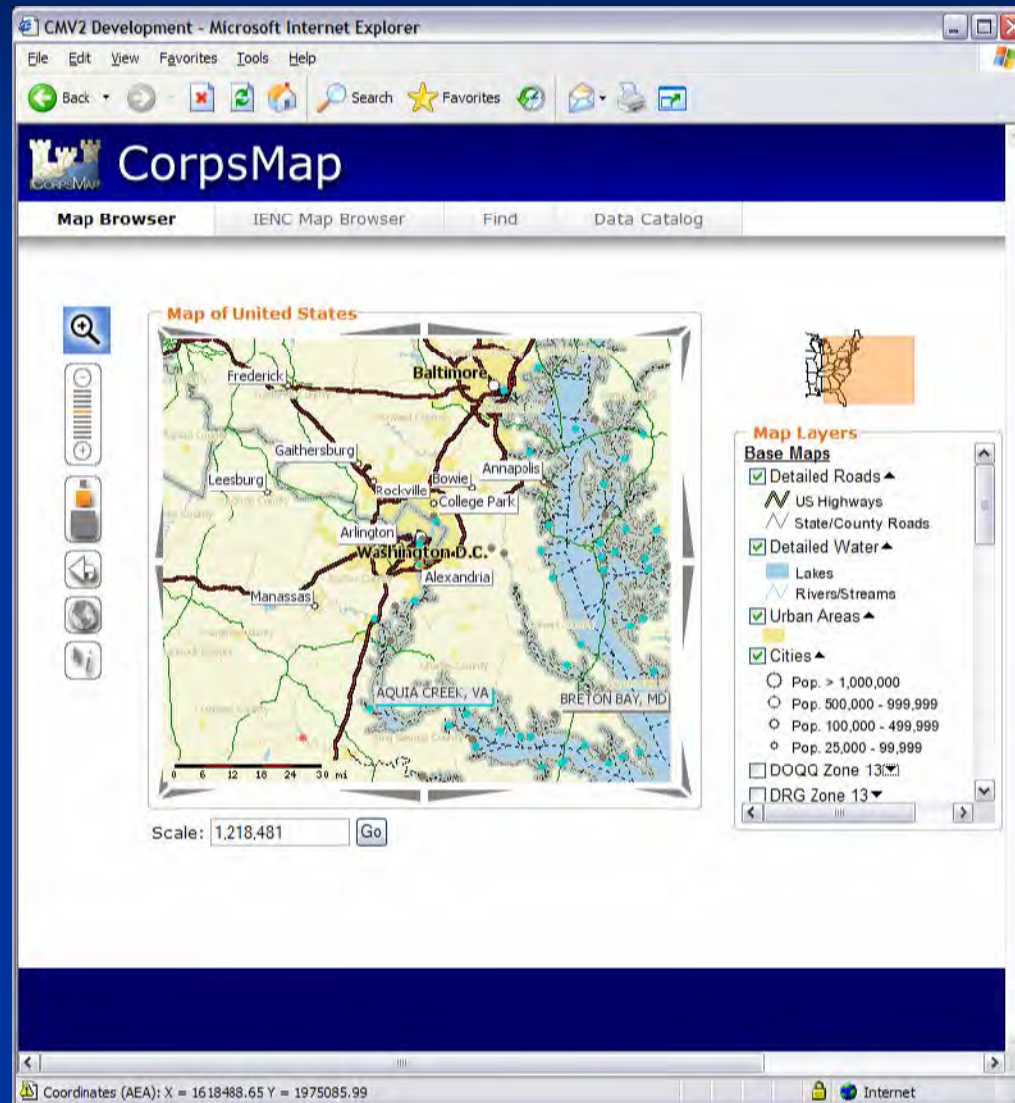 CMV2 Development - Microsoft Internet Explorer
File Edit View Favorites Tools Help
Back Search Favorites
CorpsMap
CorpsMap
Map Browser IENC Map Browser Find Data Catalog
Map of United States
Frederick
Baltimore
Gaithersburg
Leesburg
Rockville
Bowie
Annapolis
College Park
Arlington
Washington D.C.
Alexandria
Manassas
AQUIA CREEK, VA
BRETON BAY, MD
0 6 12 18 24 30 mi
Scale: 1,218,481 Go
Map Layers
Base Maps
Detailed Roads
US Highways
State/County Roads
Detailed Water
Lakes
Rivers/Streams
Urban Areas
Cities
Pop. > 1,000,000
Pop. 500,000 - 999,999
Pop. 100,000 - 499,999
Pop. 25,000 - 99,999
DOQQ Zone 13
DRG Zone 13
Coordinates (AEA): X = 1618488.65 Y = 1975085.99
Internet